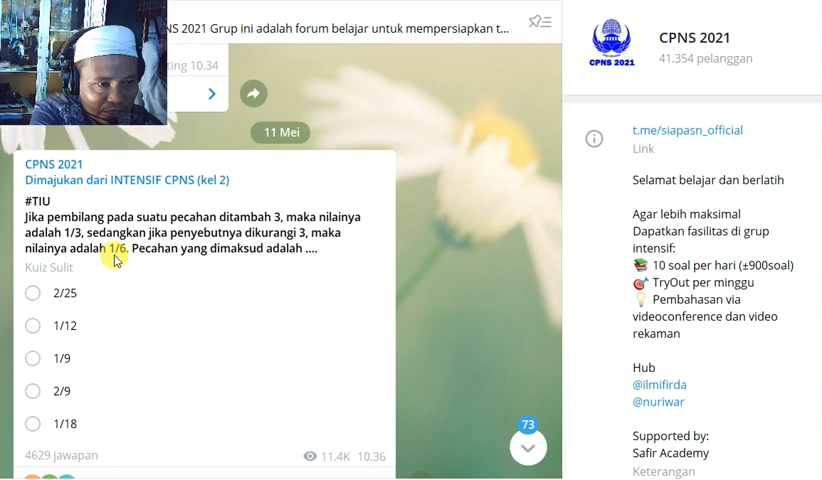 NS 2021 Grup ini adalah forum belajar untuk mempersiapkan t...
ting 10.34
11 Mei
CPNS 2021
Dimajukan dari INTENSIF CPNS (kel 2)
#TIU
Jika pembilang pada suatu pecahan ditambah 3, maka nilainya
adalah 1/3, sedangkan jika penyebutnya dikurangi 3, maka
nilainya adalah 1/6. Pecahan yang dimaksud adalah ....
Kuiz Sulit
2/25
1/12
1/9
2/9
1/18
4629 jawapan
11.4K 10.36
73
CPNS 2021
CPNS 2021
41.354 pelanggan
t.me/siapasn_official
Link
Selamat belajar dan berlatih
Agar lebih maksimal
Dapatkan fasilitas di grup
intensif:
10 soal per hari (±900soal)
TryOut per minggu
Pembahasan via
videoconference dan video
rekaman
Hub
@ilmifirda
@nuriwar
Supported by:
Safir Academy
Keterangan